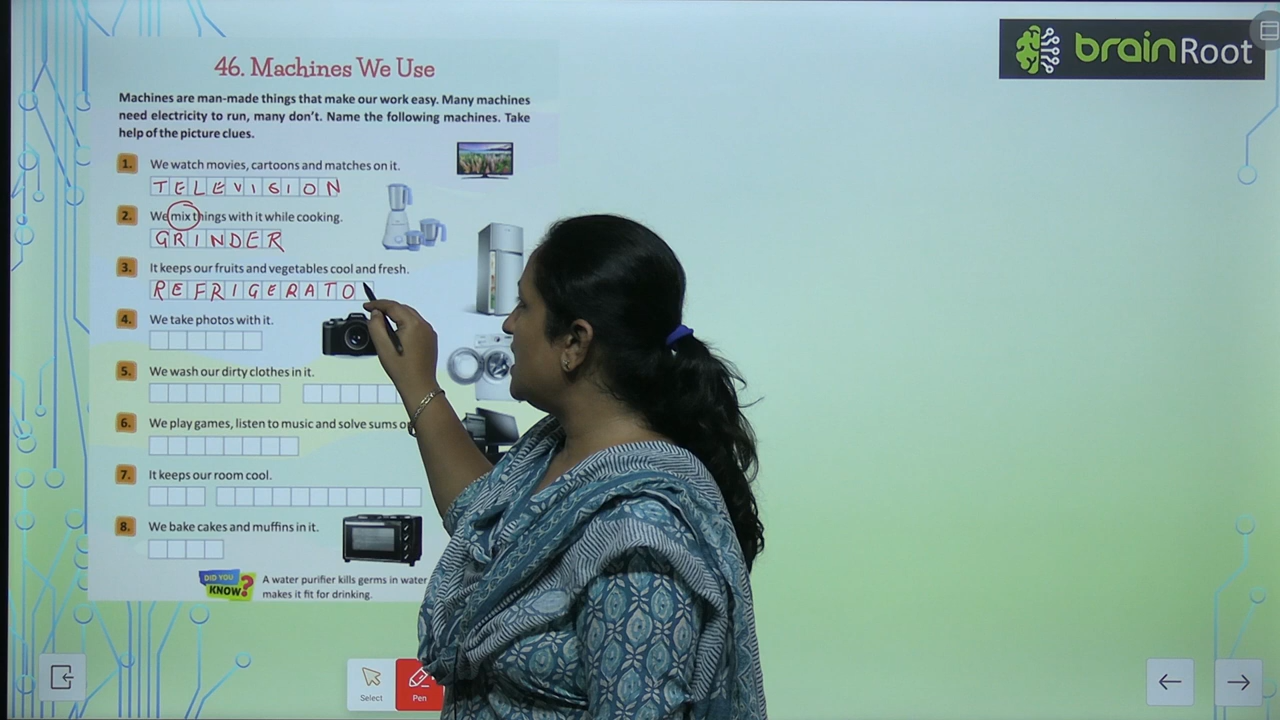 brainRoot
46. Machines We Use
Machines are man-made things that make our work easy. Many machines
need electricity to run, many don't. Name the following machines. Take
help of the picture clues.
1. We watch movies, cartoons and matches on it.
TELEVISION
2. We mix things with it while cooking.
GRINDER
3. It keeps our fruits and vegetables cool and fresh.
REFRIGERATO
4. We take photos with it.
5. We wash our dirty clothes in it.
6. We play games, listen to music and solve sums
7. It keeps our room cool.
8. We bake cakes and muffins in it.
DID YOU KNOW?
A water purifier kills germs in water
makes it fit for drinking.
Select
Pen